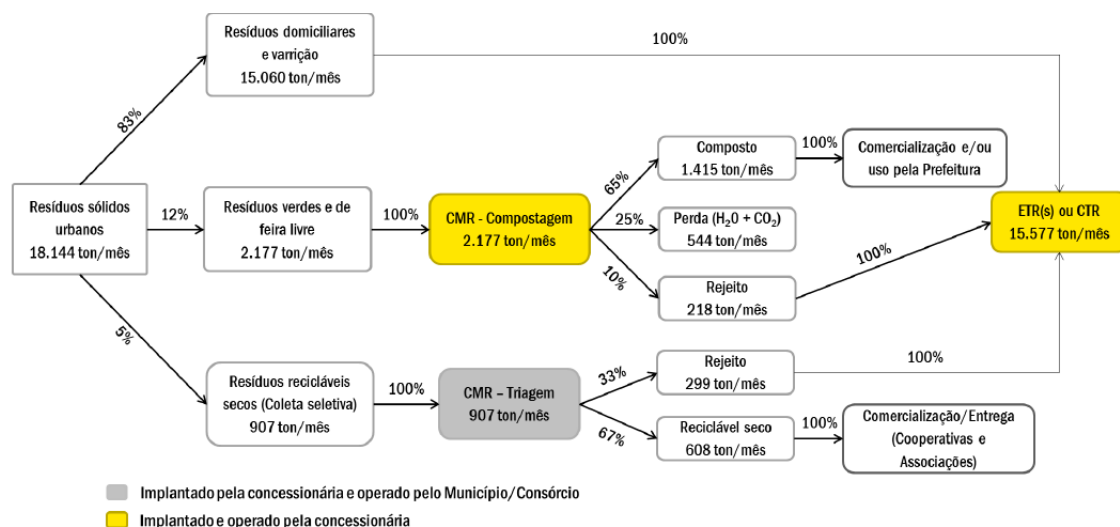 Resíduos domiciliares
e varrição
15.060 ton/mês
100%
83%
Resíduos sólidos
urbanos
18.144 ton/mês
12%
Resíduos verdes e de
feira livre
2.177 ton/mês
100%
CMR - Compostagem
2.177 ton/mês
65%
Composto
1.415 ton/mês
100%
Comercialização e/ou
uso pela Prefeitura
25%
Perda (H₂0 + CO₂)
544 ton/mês
10%
Rejeito
218 ton/mês
100%
ETR(s) ou CTR
15.577 ton/mês
5%
Resíduos recicláveis
secos (Coleta seletiva)
907 ton/mês
100%
CMR – Triagem
907 ton/mês
33%
Rejeito
299 ton/mês
100%
67%
Reciclável seco
608 ton/mês
100%
Comercialização/Entrega
(Cooperativas e
Associações)
Implantado pela concessionária e operado pelo Município/Consórcio
Implantado e operado pela concessionária